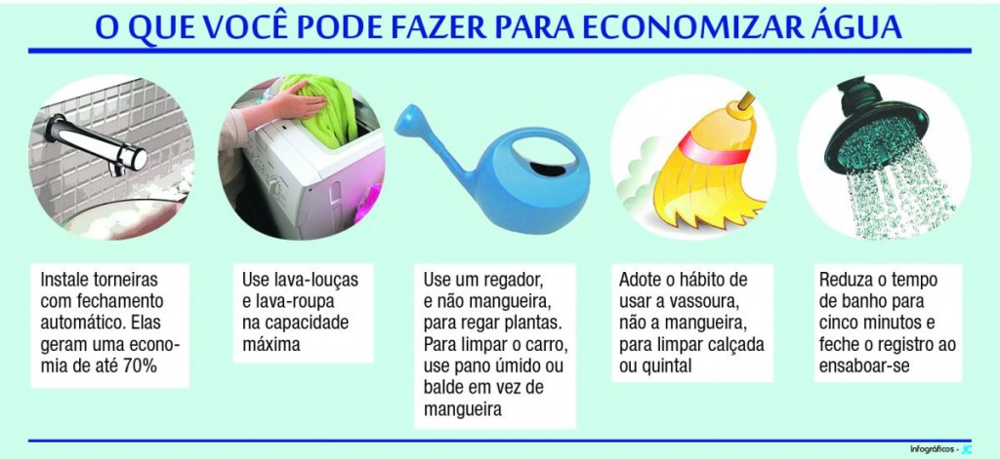 O QUE VOCÊ PODE FAZER PARA ECONOMIZAR ÁGUA
Instale torneiras
com fechamento
automático. Elas
geram uma econo-
mia de até 70%
Use lava-louças
e lava-roupa
na capacidade
máxima
Use um regador,
e não mangueira,
para regar plantas.
Para limpar o carro,
use pano úmido ou
balde em vez de
mangueira
Adote o hábito de
usar a vassoura,
não a mangueira,
para limpar calçada
ou quintal
Reduza o tempo
de banho para
cinco minutos e
feche o registro ao
ensaboar-se
Infográficos - JC